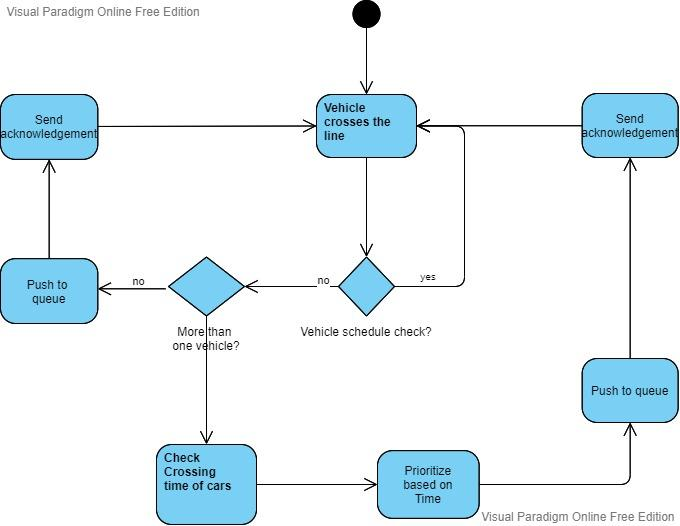 Visual Paradigm Online Free Edition
Send
acknowledgement
Vehicle
crosses the
line
Send
acknowledgement
Push to
queue
no
no
yes
More than
one vehicle?
Vehicle schedule check?
Push to queue
Check
Crossing
time of cars
Prioritize
based on
Time
Visual Paradigm Online Free Edition